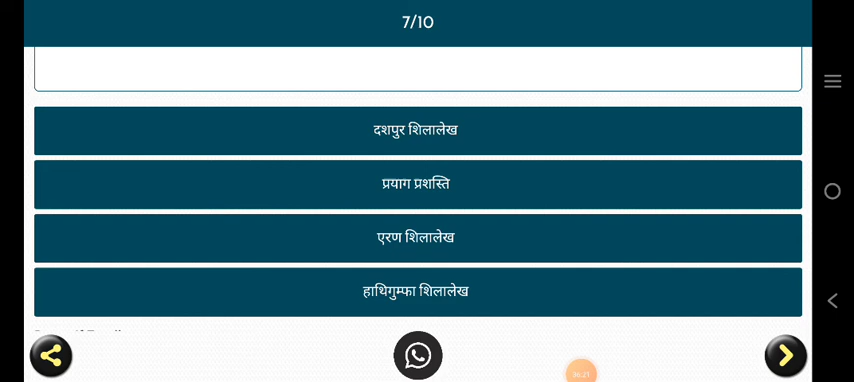 7/10
दशपुर शिलालेख
प्रयाग प्रशस्ति
एरण शिलालेख
हाथिगुम्फा शिलालेख